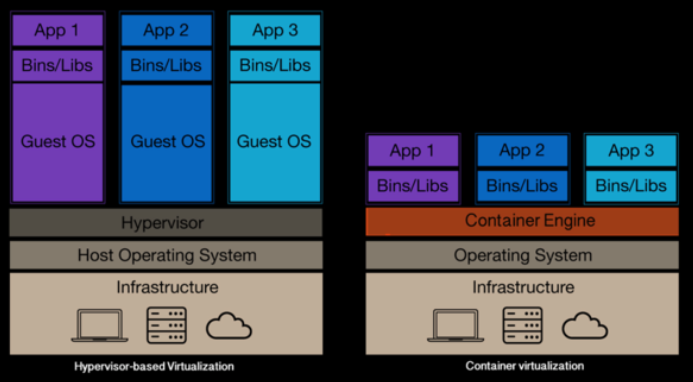 App 1
Bins/Libs
Guest OS
App 2
Bins/Libs
Guest OS
App 3
Bins/Libs
Guest OS
Hypervisor
Host Operating System
Infrastructure
Hypervisor-based Virtualization
App 1
Bins/Libs
App 2
Bins/Libs
App 3
Bins/Libs
Container Engine
Operating System
Infrastructure
Container virtualization